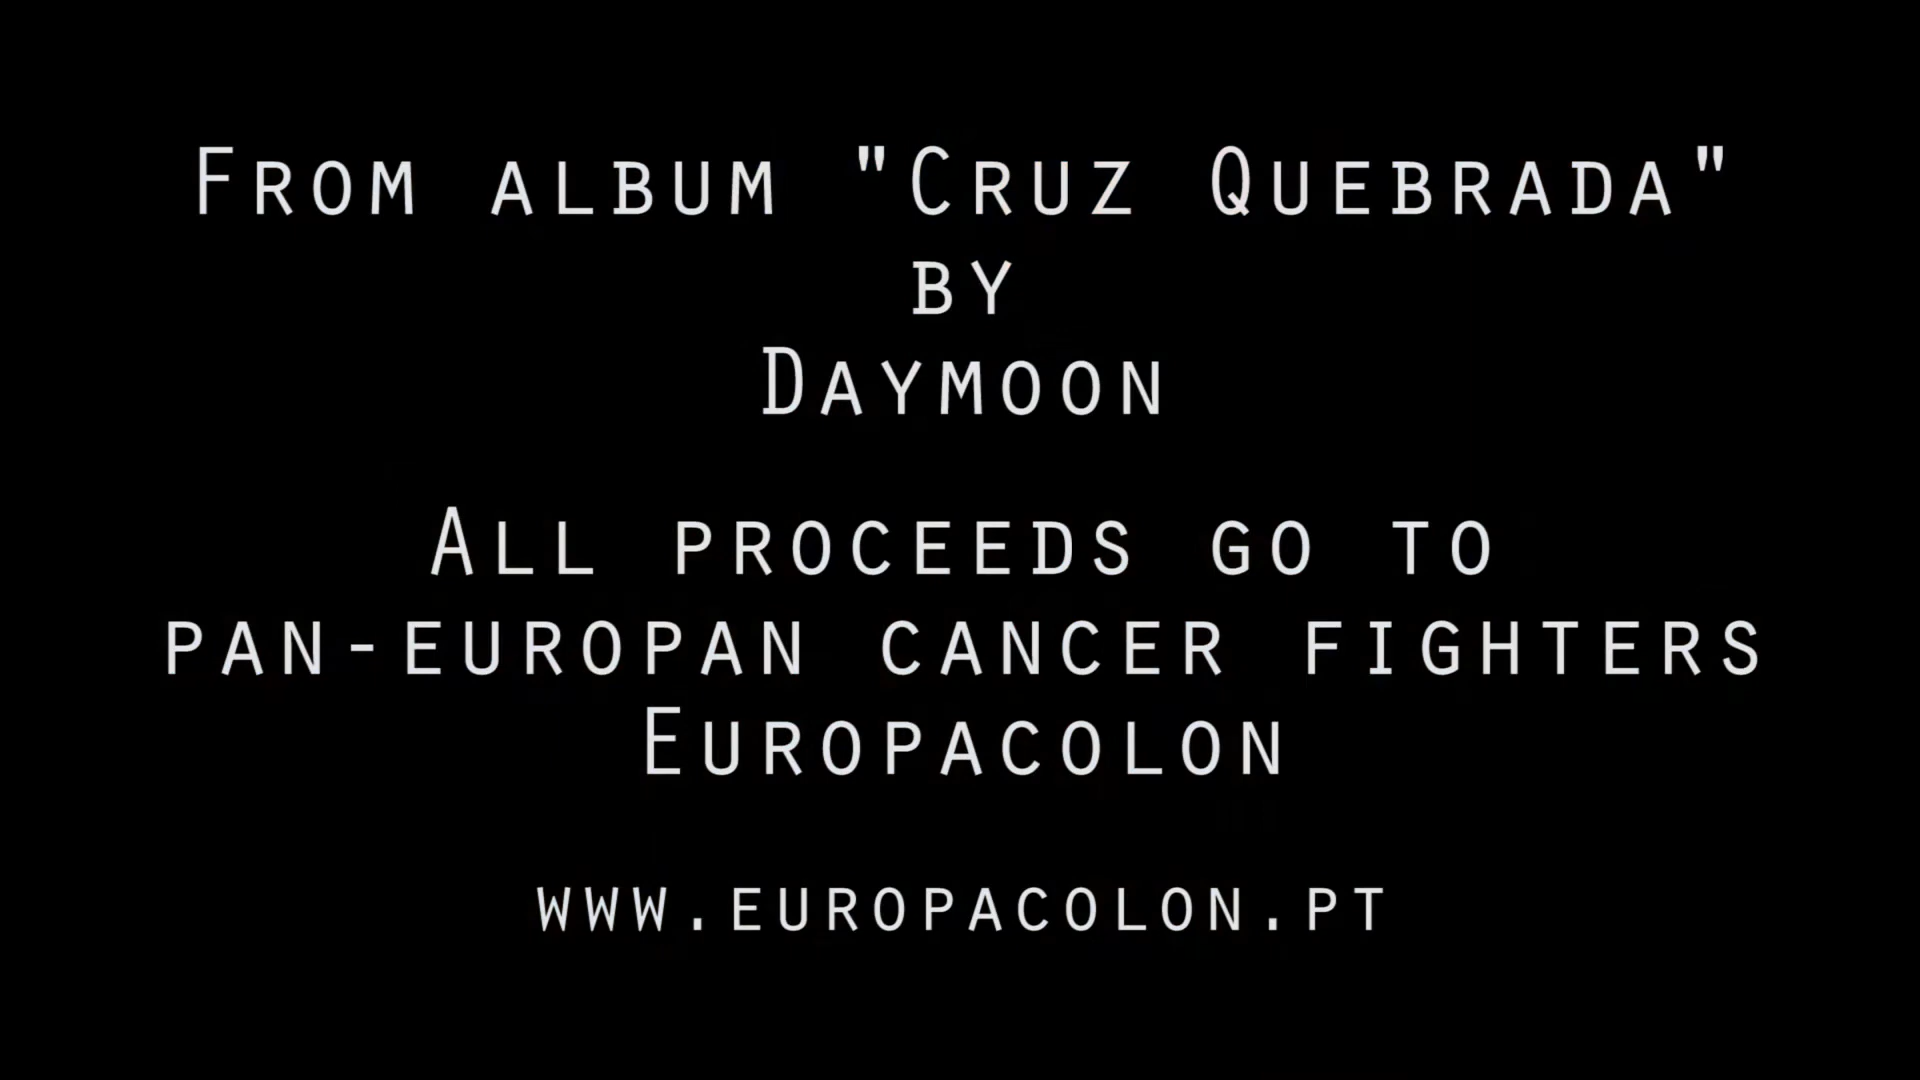 From album "Cruz Quebrada"
by
Daymoon
All proceeds go to
pan-europan cancer fighters
Europacolon
www.europacolon.pt